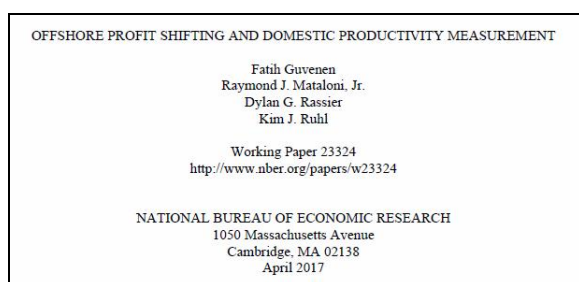 OFFSHORE PROFIT SHIFTING AND DOMESTIC PRODUCTIVITY MEASUREMENT
Fatih Guvenen
Raymond J. Mataloni, Jr.
Dylan G. Rassier
Kim J. Ruhl
Working Paper 23324
http://www.nber.org/papers/w23324
NATIONAL BUREAU OF ECONOMIC RESEARCH
1050 Massachusetts Avenue
Cambridge, MA 02138
April 2017